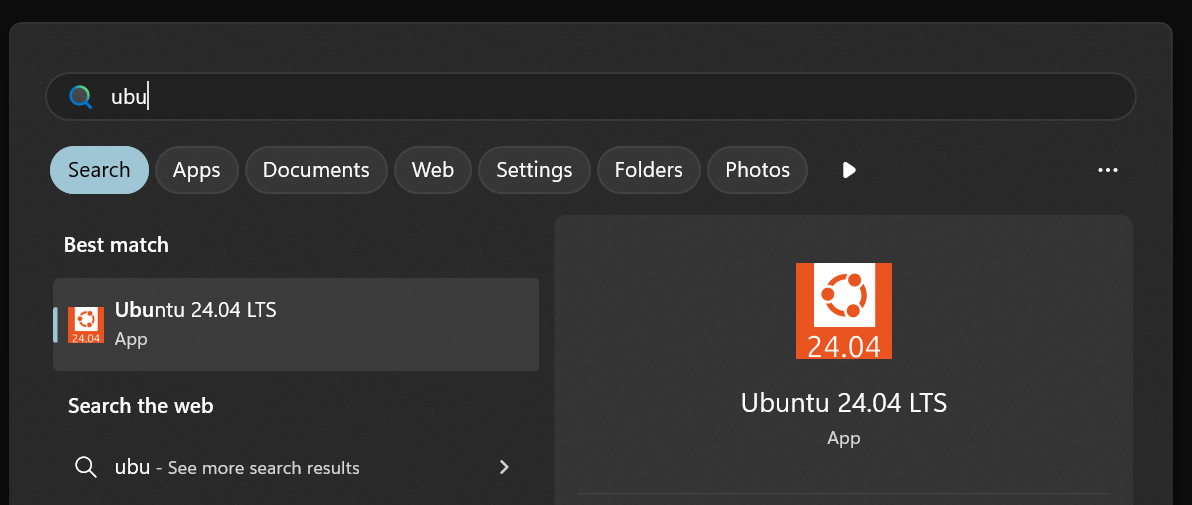 ubu
Search Apps Documents Web Settings Folders Photos
Best match
Ubuntu 24.04 LTS
App
24.04
Search the web
ubu - See more search results
24.04
Ubuntu 24.04 LTS
App